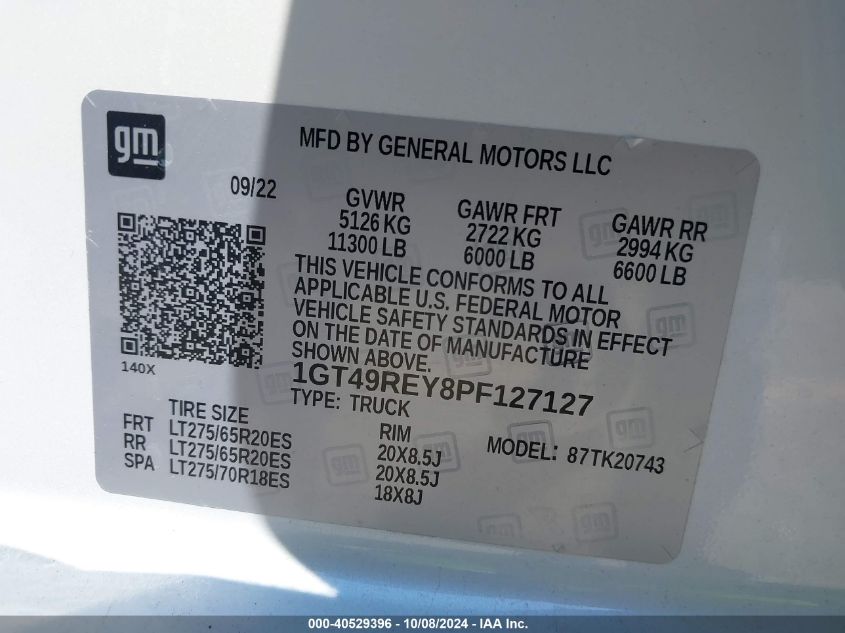 gm
MFD BY GENERAL MOTORS LLC
09/22
GVWR GAWR FRT GAWR RR
5126 KG 2722 KG 2994 KG
11300 LB 6000 LB 6600 LB
THIS VEHICLE CONFORMS TO ALL
APPLICABLE U.S. FEDERAL MOTOR
VEHICLE SAFETY STANDARDS IN EFFECT
ON THE DATE OF MANUFACTURE
SHOWN ABOVE.
140X
1GT49REY8PF127127
TYPE: TRUCK
TIRE SIZE RIM MODEL: 87TK20743
FRT LT275/65R20ES 20X8.5J
RR LT275/65R20ES 20X8.5J
SPA LT275/70R18ES 18X8J
000-40529396 - 10/08/2024 - IAA Inc.